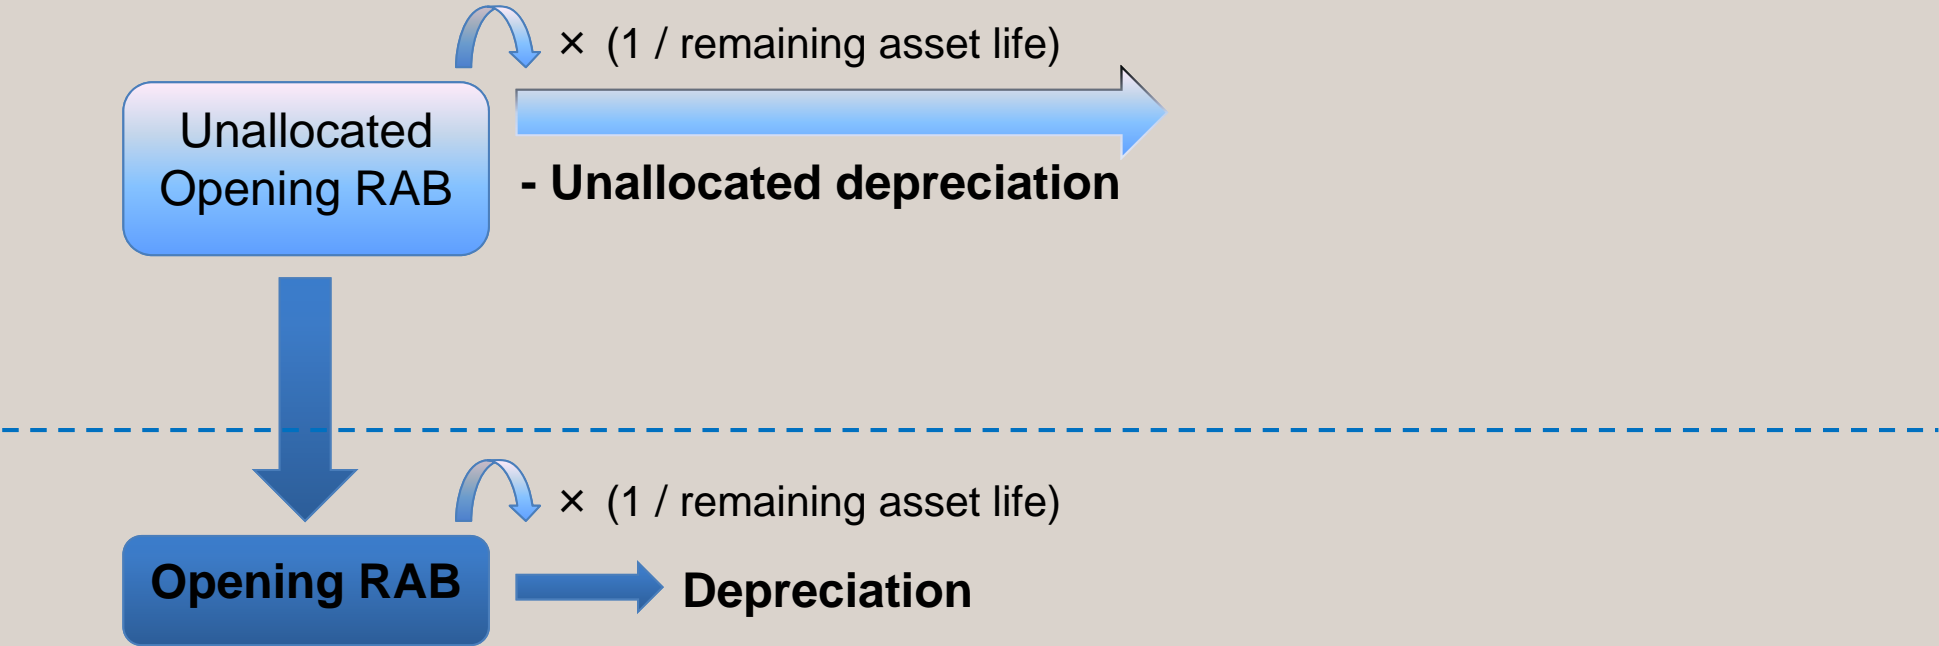 × (1 / remaining asset life)
Unallocated
Opening RAB
- Unallocated depreciation
× (1 / remaining asset life)
Opening RAB
Depreciation